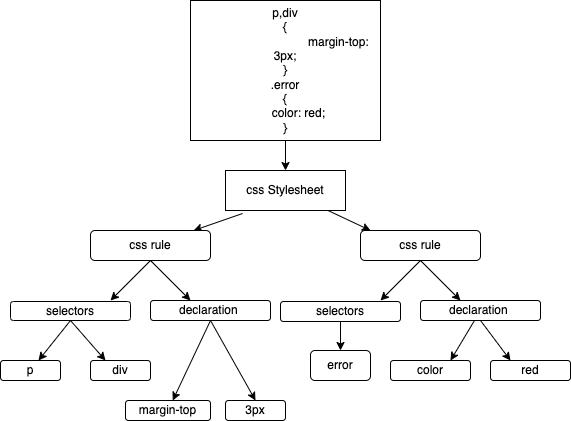 p,div
{
margin-top:
3px;
}
.error
{
color: red;
}
css Stylesheet
css rule
css rule
selectors
declaration
selectors
declaration
p
div
error
color
red
margin-top
3px